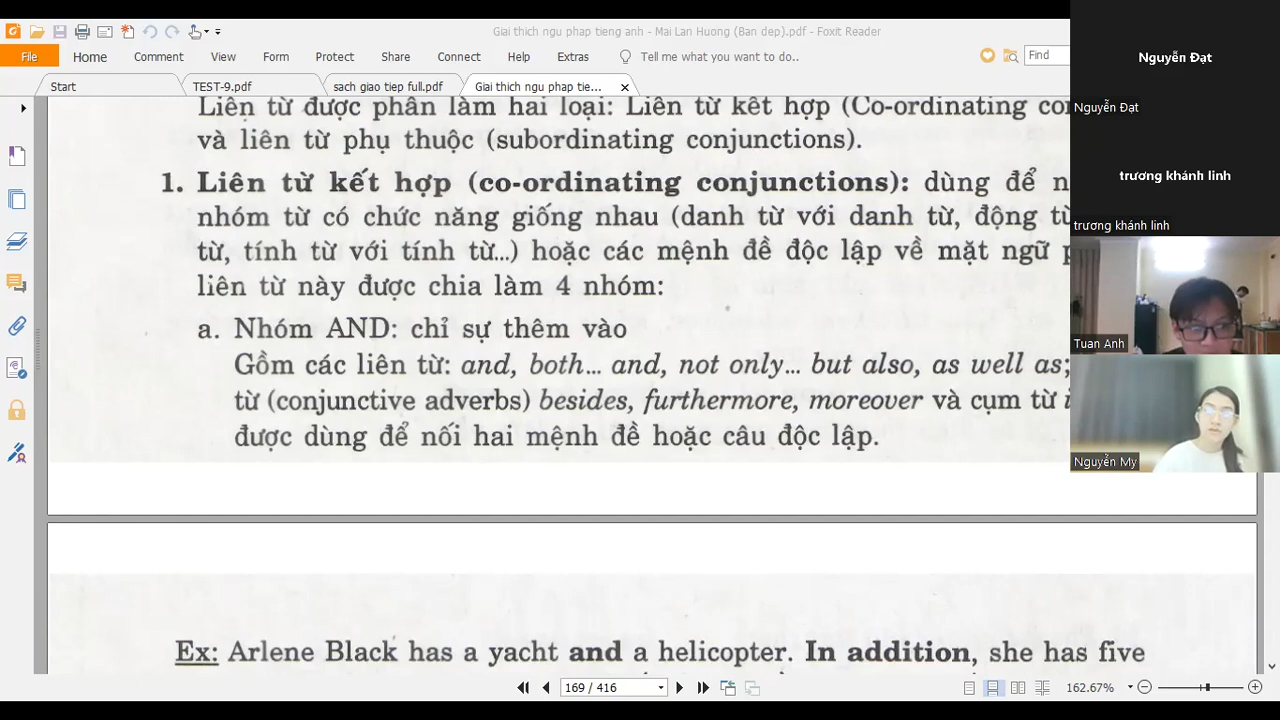 Giai thich ngu phap tieng anh - Mai Lan Huong (Ban dep).pdf - Foxit Reader
File Home Comment View Form Protect Share Connect Help Extras Tell me what you want to do.. Find
Start TEST-9.pdf sach giao tiep full.pdf Giai thich ngu phap tie...
Liên từ được phân làm hai loại: Liên từ kết hợp (Co-ordinating
và liên từ phụ thuộc (subordinating conjunctions).
1. Liên từ kết hợp (co-ordinating conjunctions): dùng để
nhóm từ có chức năng giống nhau (danh từ với danh từ, động
từ, tính từ với tính từ...) hoặc các mệnh đề độc lập về mặt ngữ
liên từ này được chia làm 4 nhóm:
a. Nhóm AND: chỉ sự thêm vào
Gồm các liên từ: and, both... and, not only... but also, as well as;
từ (conjunctive adverbs) besides, furthermore, moreover và cụm từ
được dùng để nối hai mệnh đề hoặc câu độc lập.
Ex: Arlene Black has a yacht and a helicopter. In addition, she has five
169 / 416
162.67%
Nguyễn Đạt
Nguyễn Đạt
trương khánh linh
trương khánh linh
Tuan Anh
Nguyễn My